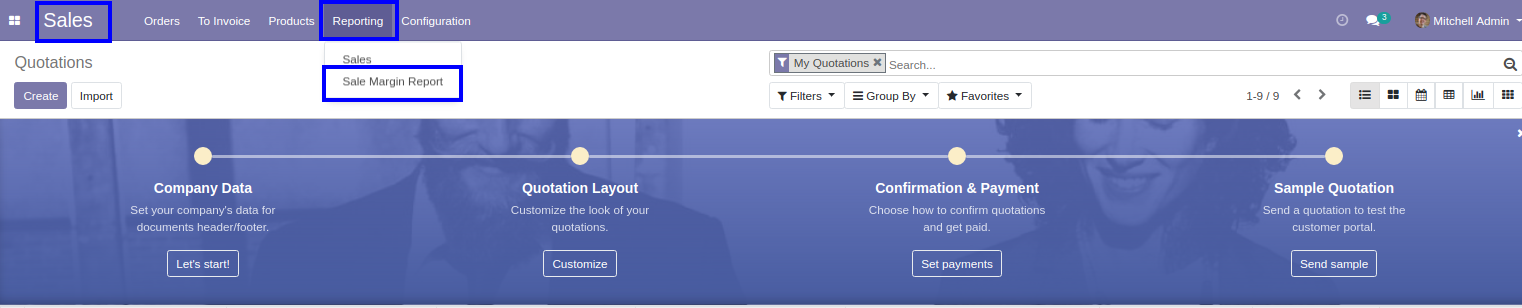 Sales Orders To Invoice Products Reporting Configuration 3 Mitchell Admin
Sales
Sale Margin Report
Quotations
My Quotations Search...
Create Import
Filters Group By Favorites 1-9 / 9
Company Data
Set your company's data for
documents header/footer.
Let's start!
Quotation Layout
Customize the look of your
quotations.
Customize
Confirmation & Payment
Choose how to confirm quotations
and get paid.
Set payments
Sample Quotation
Send a quotation to test the
customer portal.
Send sample